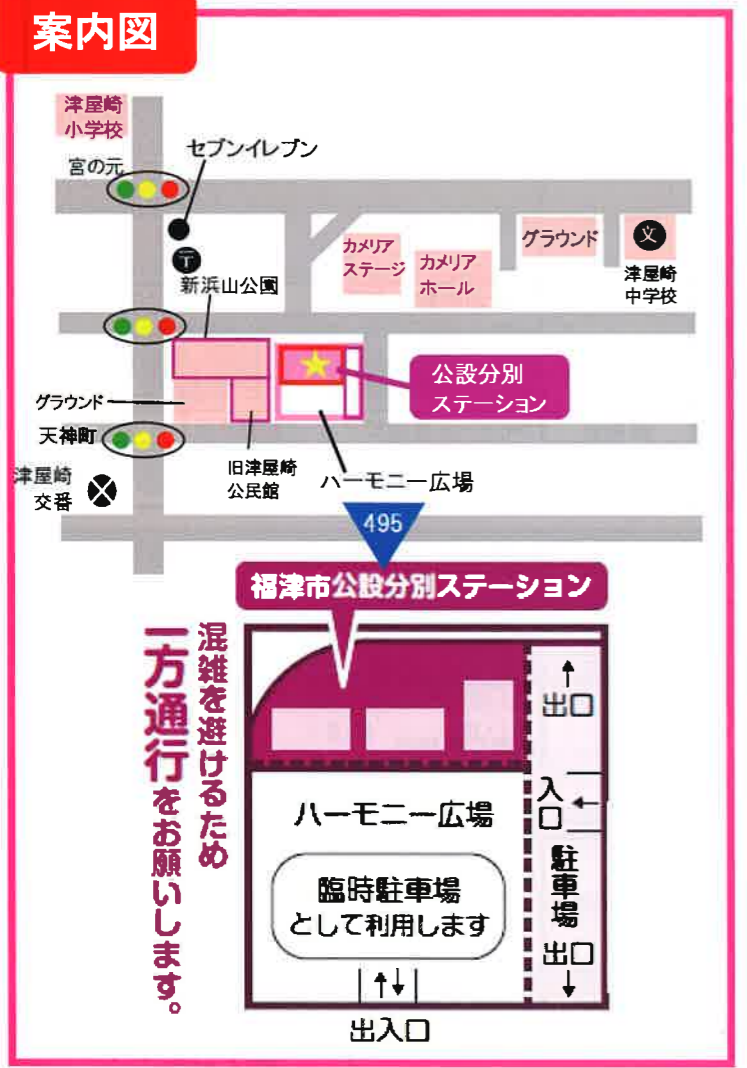 案内図
津屋崎
小学校
宮の元
セブンイレブン
〒
新浜山公園
カメリア
ステージ
カメリア
ホール
グラウンド
文
津屋崎
中学校
公設分別
ステーション
グラウンド
天神町
津屋崎
交番
旧津屋崎
公民館
ハーモニー広場
495
福津市公設分別ステーション
混雑を避けるため
一方通行をお願いします。
↑
出口
入口
←
ハーモニー広場
臨時駐車場
として利用します
駐車場
出口
↓
↑↓
出入口